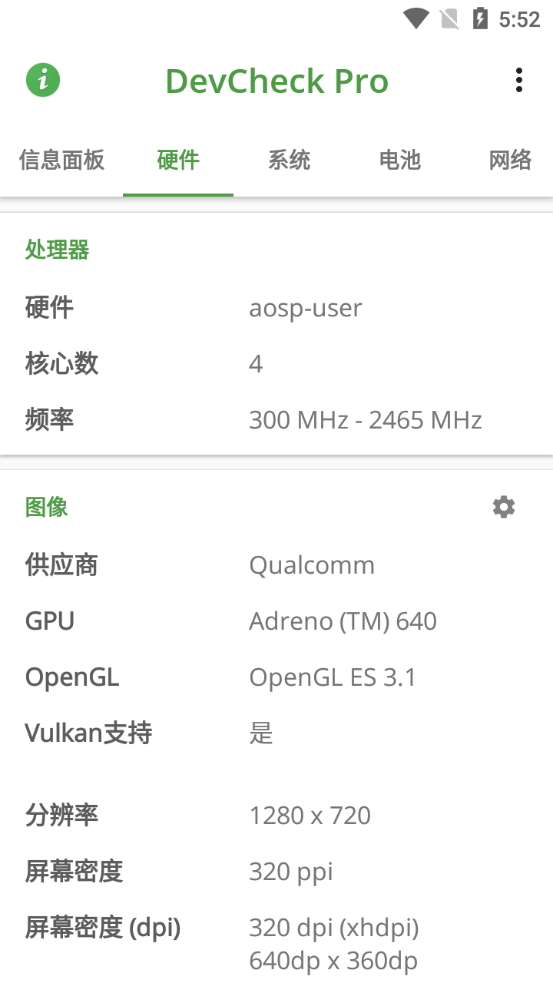 5:52
DevCheck Pro
信息面板 硬件 系统 电池 网络
处理器
硬件 aosp-user
核心数 4
频率 300 MHz - 2465 MHz
图像
供应商 Qualcomm
GPU Adreno (TM) 640
OpenGL OpenGL ES 3.1
Vulkan支持 是
分辨率 1280 x 720
屏幕密度 320 ppi
屏幕密度 (dpi) 320 dpi (xhdpi)
640dp x 360dp